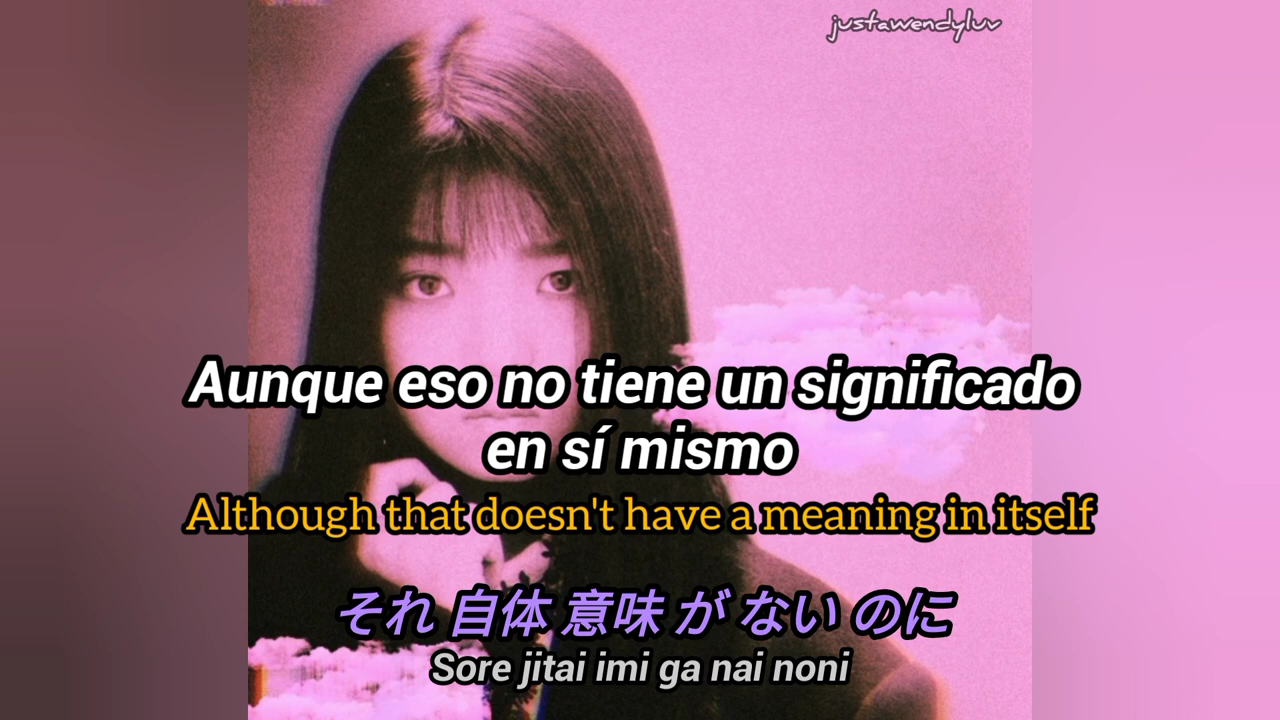 justawendyluv
Aunque eso no tiene un significado
en sí mismo
Although that doesn't have a meaning in itself
それ 自体 意味 が ない のに
Sore jitai imi ga nai noni